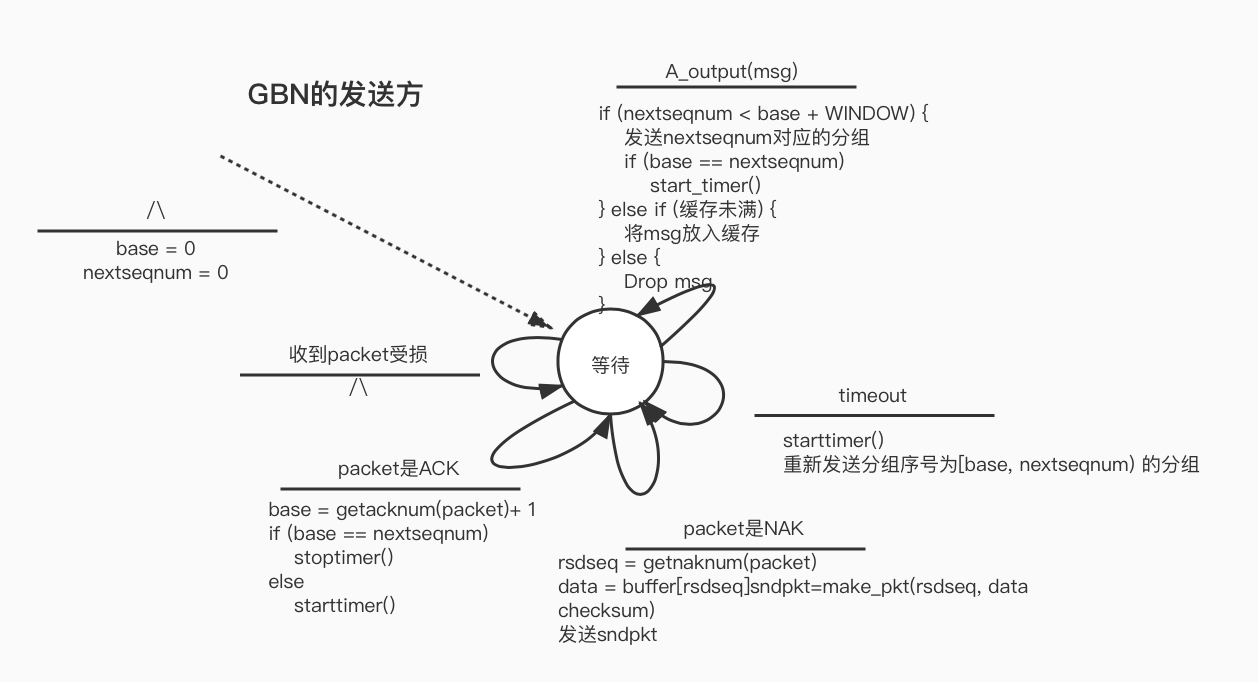 GBN的发送方
A_output(msg)
if (nextseqnum < base + WINDOW) {
发送nextseqnum对应的分组
if (base == nextseqnum)
start_timer()
} else if (缓存未满) {
将msg放入缓存
} else {
Drop msg
}
/\
base = 0
nextseqnum = 0
收到packet受损
/\
等待
timeout
starttimer()
重新发送分组序号为[base, nextseqnum) 的分组
packet是ACK
base = getacknum(packet)+ 1
if (base == nextseqnum)
stoptimer()
else
starttimer()
packet是NAK
rsdseq = getnaknum(packet)
data = buffer[rsdseq]sndpkt=make_pkt(rsdseq, data
checksum)
发送sndpkt